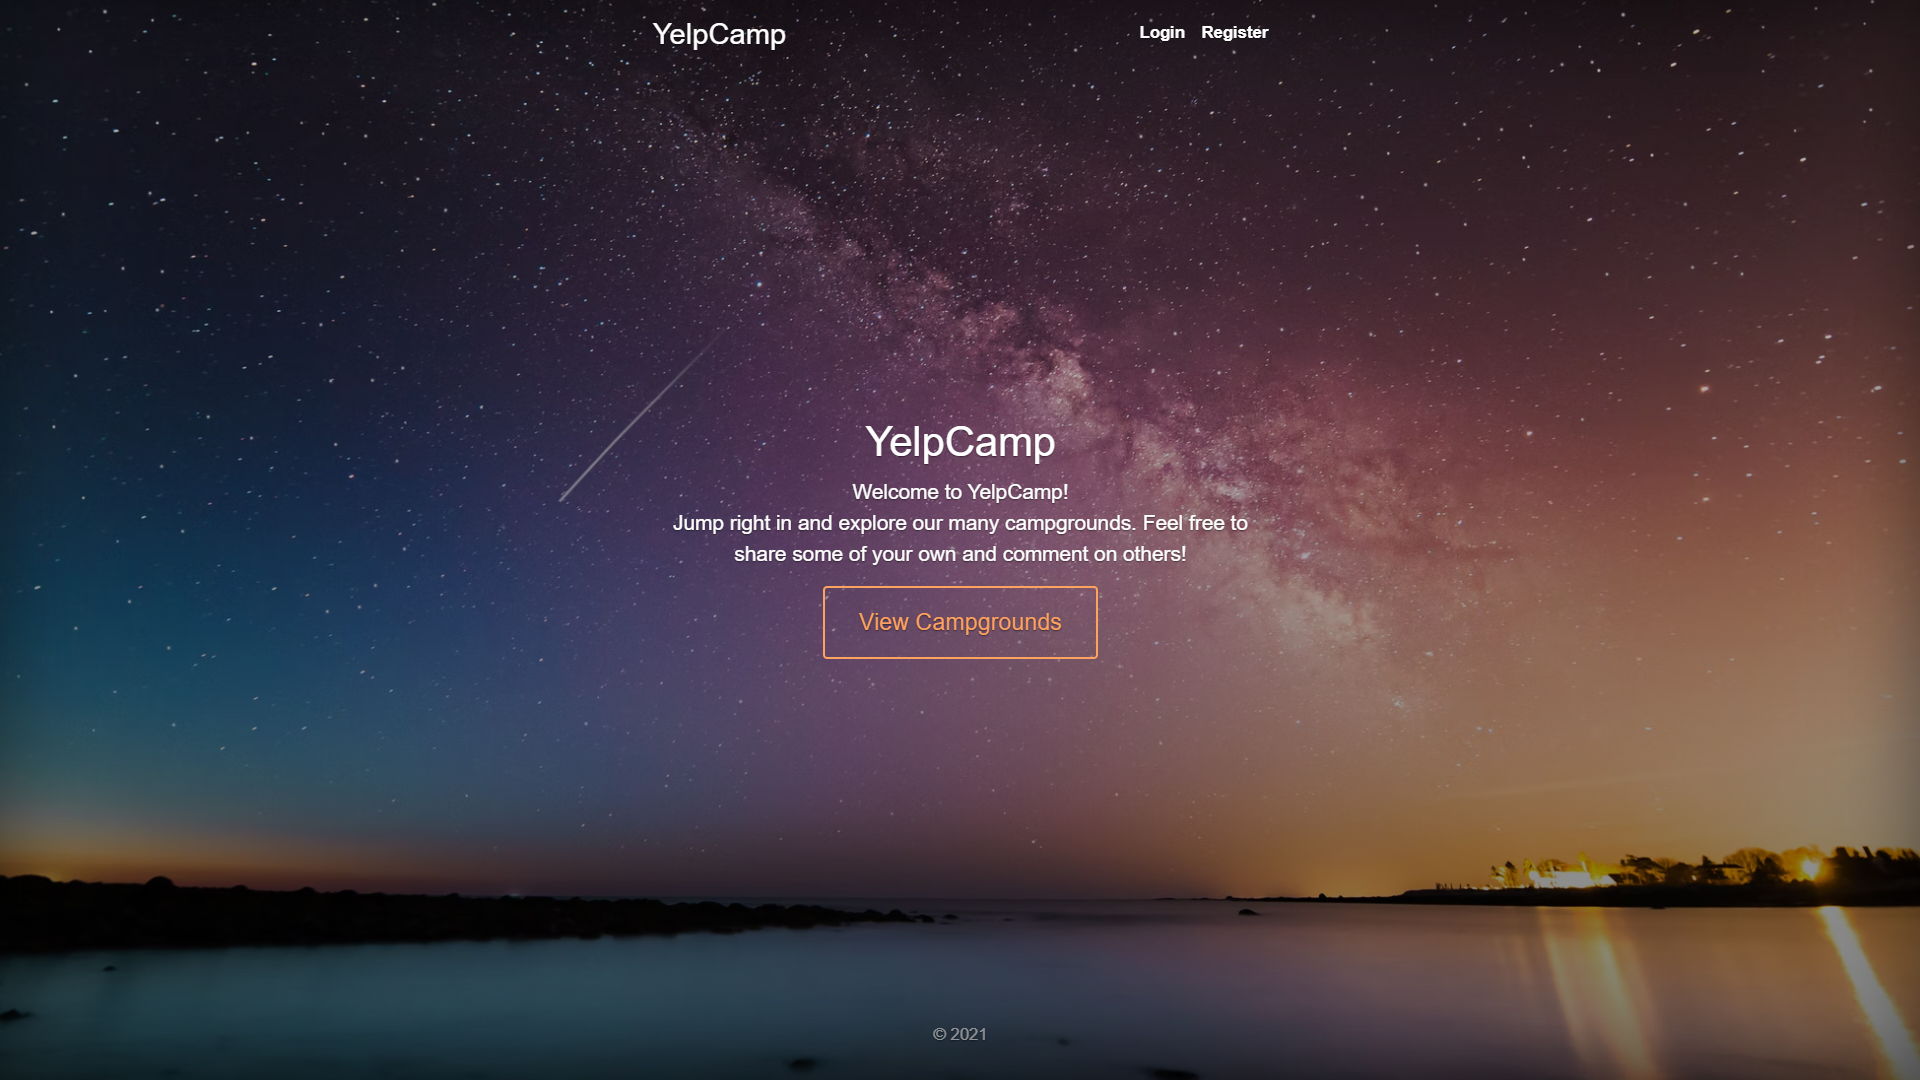 YelpCamp
Login Register
YelpCamp
Welcome to YelpCamp!
Jump right in and explore our many campgrounds. Feel free to
share some of your own and comment on others!
View Campgrounds
© 2021